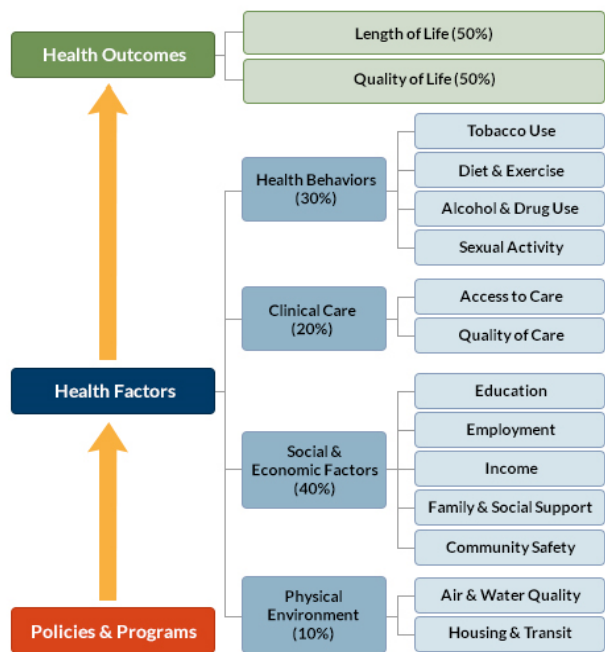 Health Outcomes
Length of Life (50%)
Quality of Life (50%)
Health Factors
Health Behaviors
(30%)
Tobacco Use
Diet & Exercise
Alcohol & Drug Use
Sexual Activity
Clinical Care
(20%)
Access to Care
Quality of Care
Social &
Economic Factors
(40%)
Education
Employment
Income
Family & Social Support
Community Safety
Physical
Environment
(10%)
Air & Water Quality
Housing & Transit
Policies & Programs